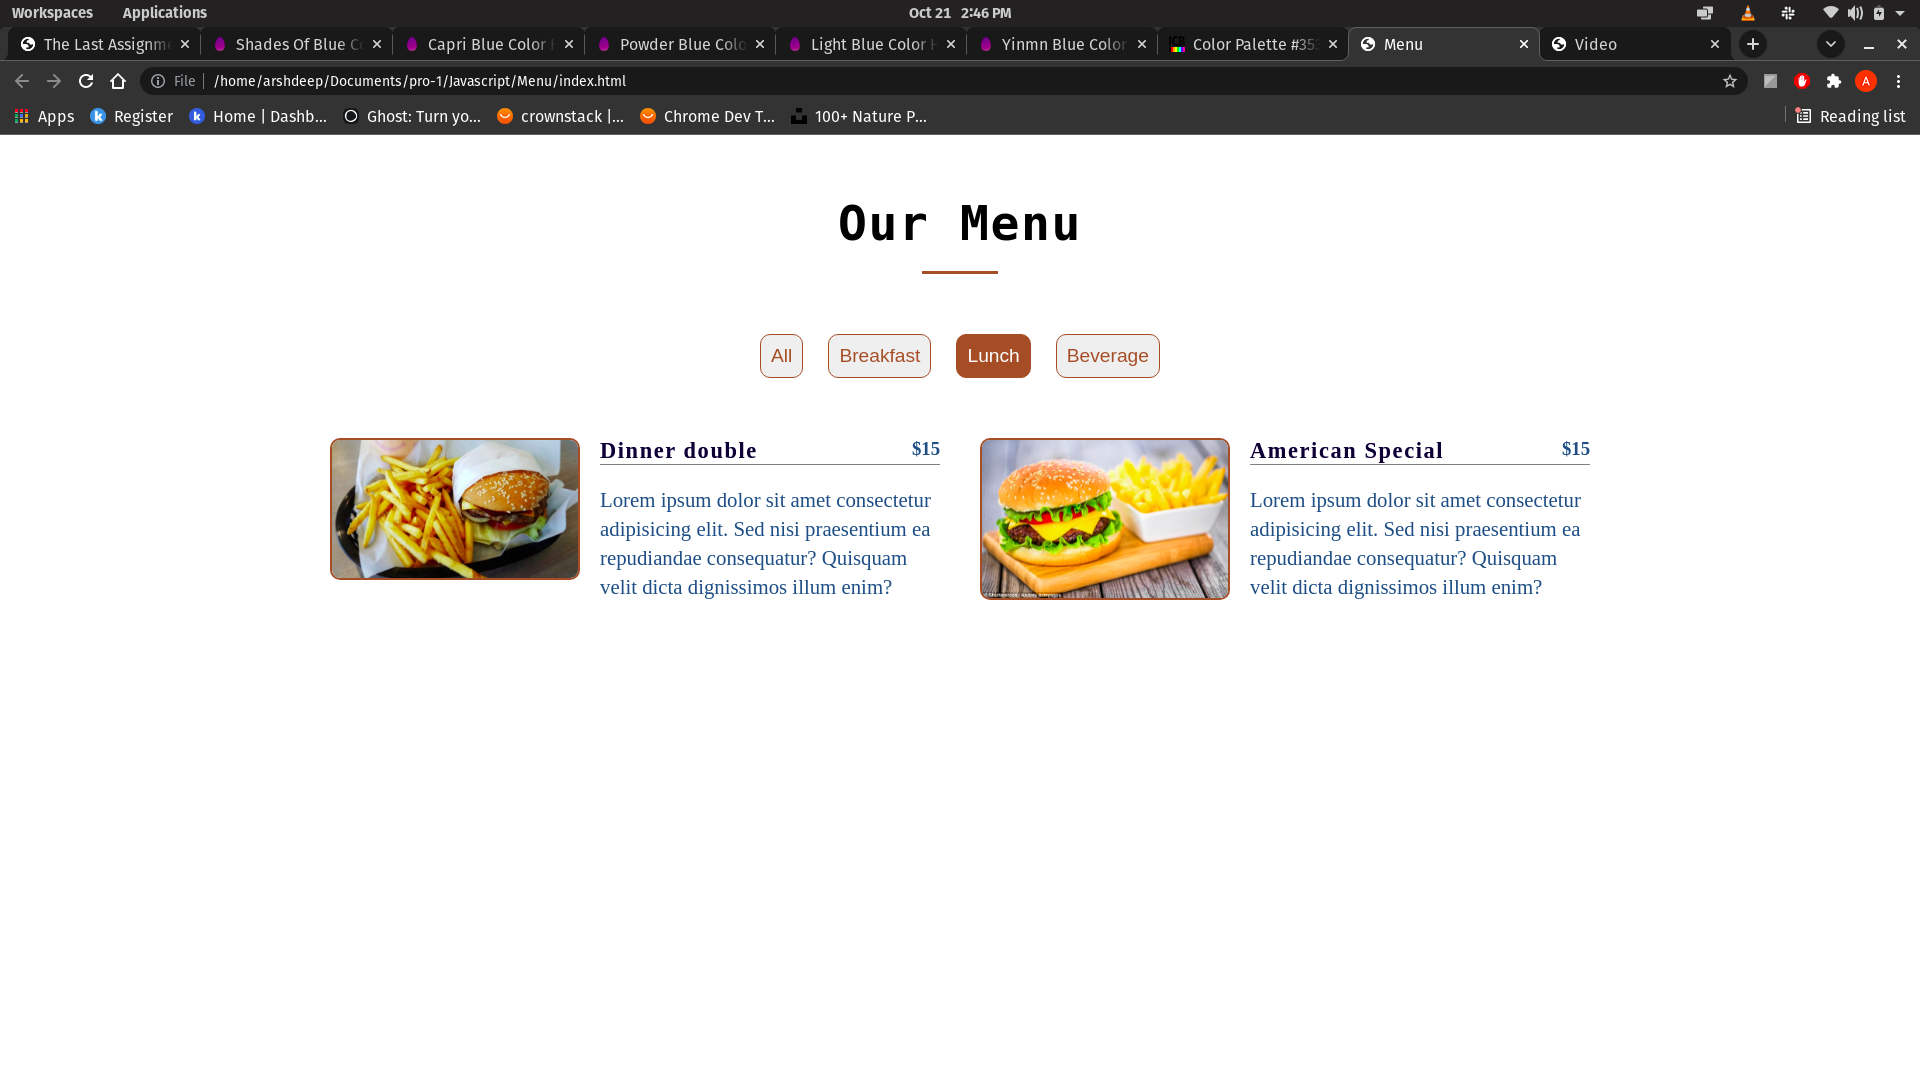 Workspaces Applications Oct 21 2:46 PM
The Last Assignm Shades Of Blue Co Capri Blue Color Powder Blue Colo Light Blue Color Yinmn Blue Color Color Palette #353 Menu Video
File /home/arshdeep/Documents/pro-1/Javascript/Menu/index.html A
Apps Register Home | Dashb... Ghost: Turn yo... crownstack |... Chrome Dev T... 100+ Nature P... Reading list
Our Menu
All Breakfast Lunch Beverage
Dinner double $15
Lorem ipsum dolor sit amet consectetur
adipisicing elit. Sed nisi praesentium ea
repudiandae consequatur? Quisquam
velit dicta dignissimos illum enim?
American Special $15
Lorem ipsum dolor sit amet consectetur
adipisicing elit. Sed nisi praesentium ea
repudiandae consequatur? Quisquam
velit dicta dignissimos illum enim?